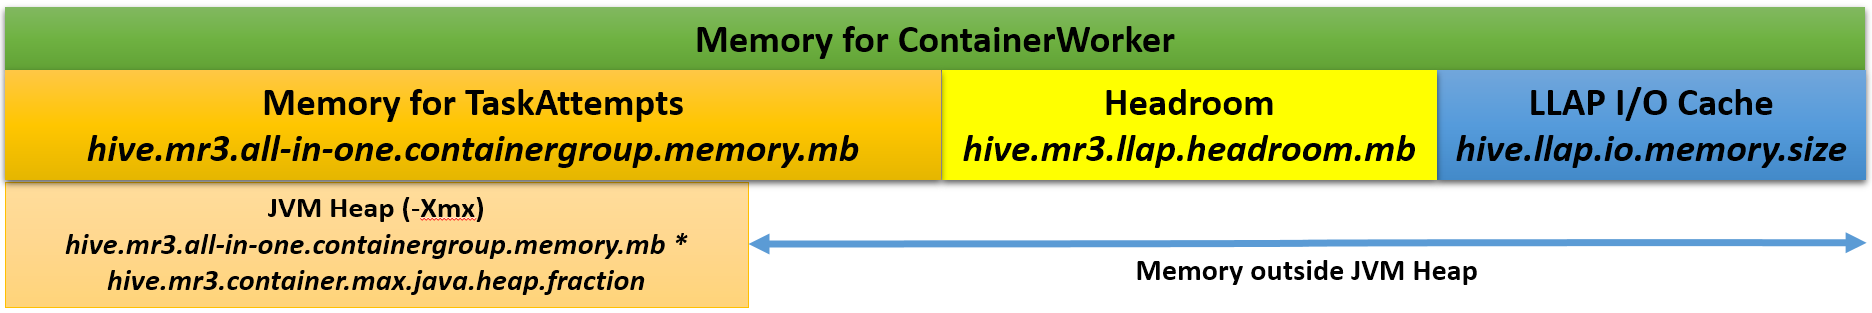 Memory for ContainerWorker
Memory for TaskAttempts
hive.mr3.all-in-one.containergroup.memory.mb
Headroom
hive.mr3.llap.headroom.mb
LLAP I/O Cache
hive.llap.io.memory.size
JVM Heap (-Xmx)
hive.mr3.all-in-one.containergroup.memory.mb *
hive.mr3.container.max.java.heap.fraction
Memory outside JVM Heap